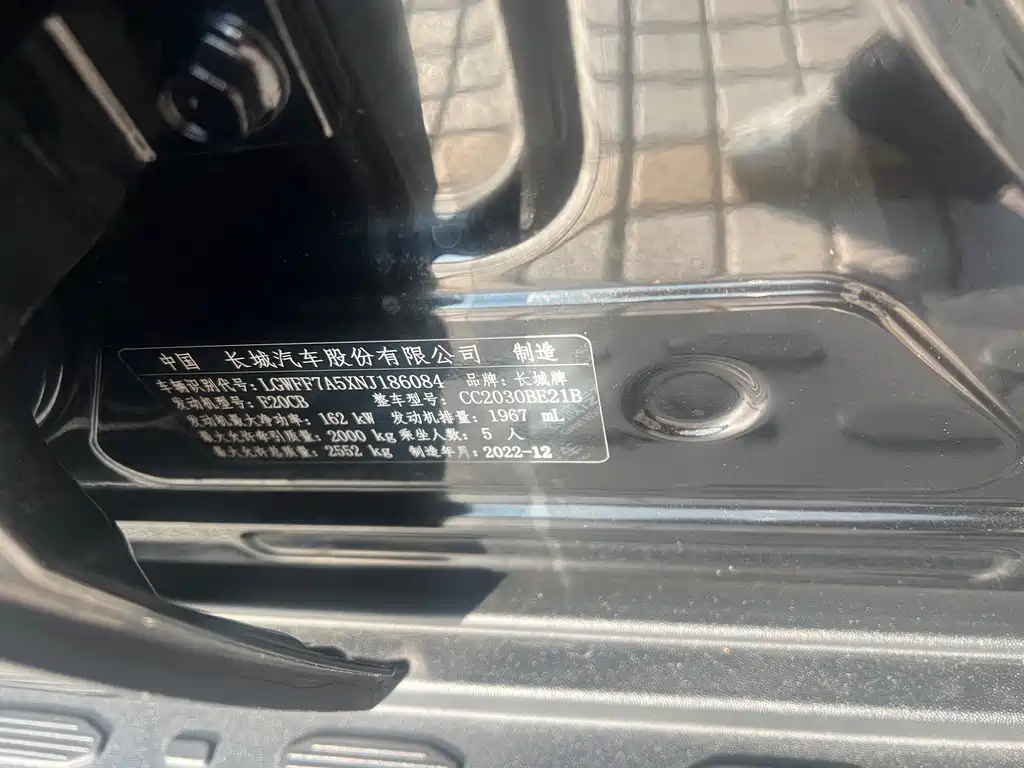 中国 长城汽车股份有限公司 制造
车辆识别代号:LGWFF7A5XNJ186084 品牌:长城牌
发动机型号:E20CB 整车型号:CC2030BE21B
发动机最大净功率:162 kW 发动机排量:1967 mL
最大允许牵引质量:2000 kg 乘坐人数:5 人
最大允许总质量:2552 kg 制造年月:2022-12